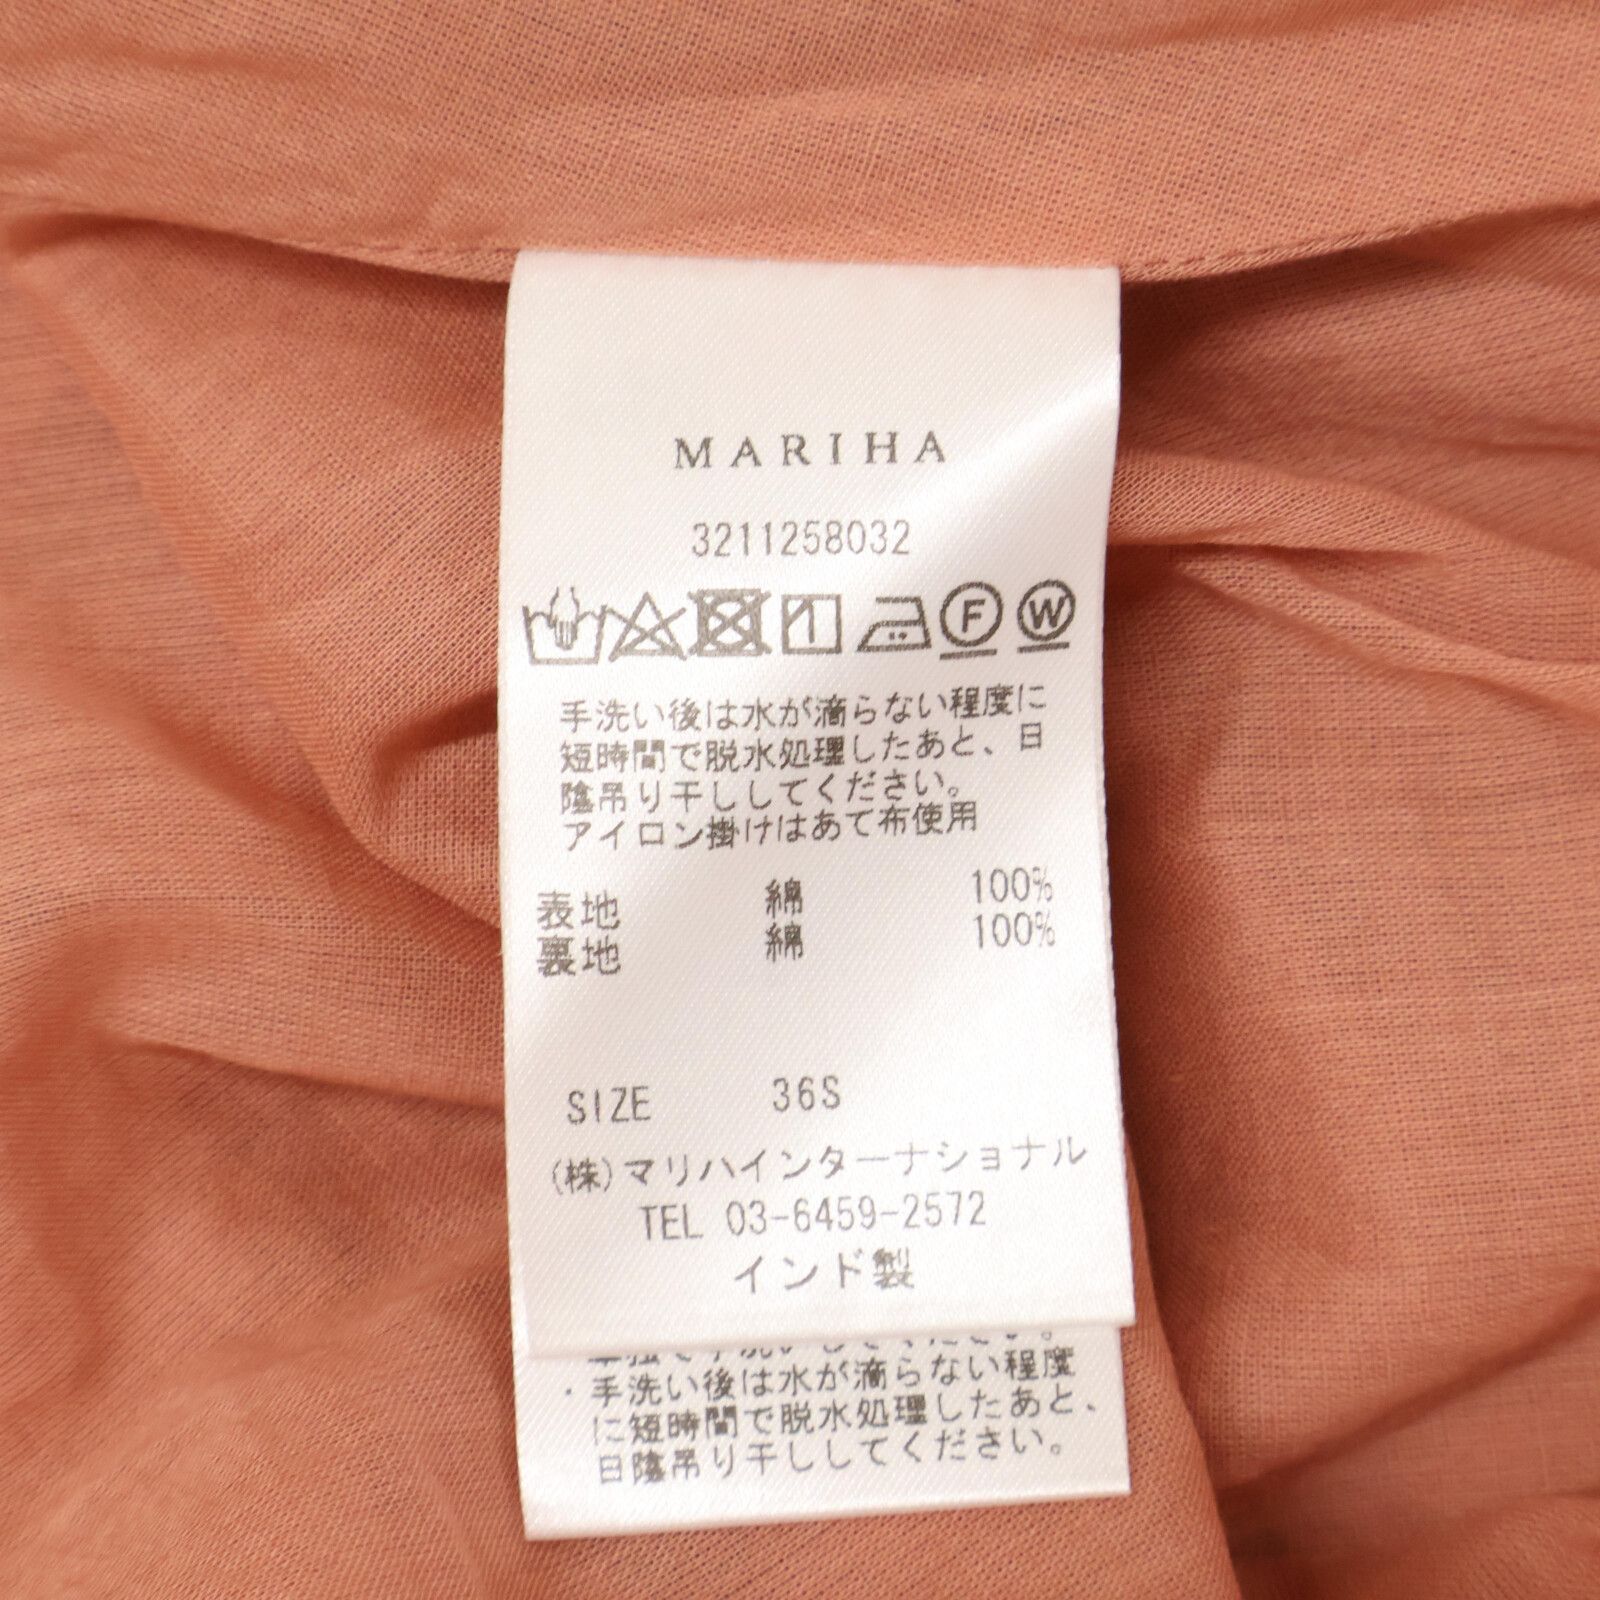 MARIHA
3211258032
1 F W
手洗い後は水が滴らない程度に
短時間で脱水処理したあと、日
陰吊り干ししてください。
アイロン掛けはあて布使用
表地 綿 100%
裏地 綿 100%
SIZE 36S
(株)マリハインターナショナル
TEL 03-6459-2572
インド製
・手洗い後は水が滴らない程度
に短時間で脱水処理したあと、
日陰吊り干ししてください。